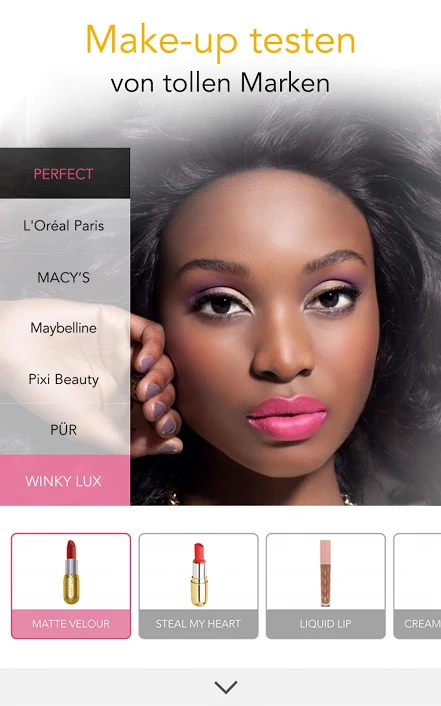 Make-up testen
von tollen Marken
PERFECT
L'Oréal Paris
MACY'S
Maybelline
Pixi Beauty
PÜR
WINKY LUX
MATTE VELOUR
STEAL MY HEART
LIQUID LIP
CREAM